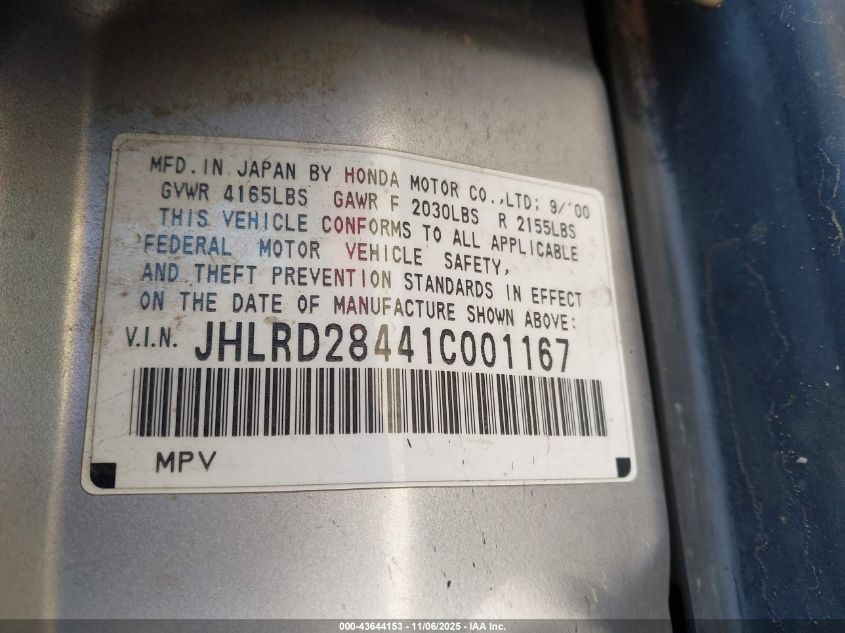 MFD. IN JAPAN BY HONDA MOTOR CO., LTD; 9/'00
GVWR 4165LBS GAWR F 2030LBS R 2155LBS
THIS VEHICLE CONFORMS TO ALL APPLICABLE
FEDERAL MOTOR VEHICLE SAFETY,
AND THEFT PREVENTION STANDARDS IN EFFECT
ON THE DATE OF MANUFACTURE SHOWN ABOVE:
V.I.N. JHLRD28441C001167
MPV
000-43644153 - 11/06/2025 - IAA Inc.